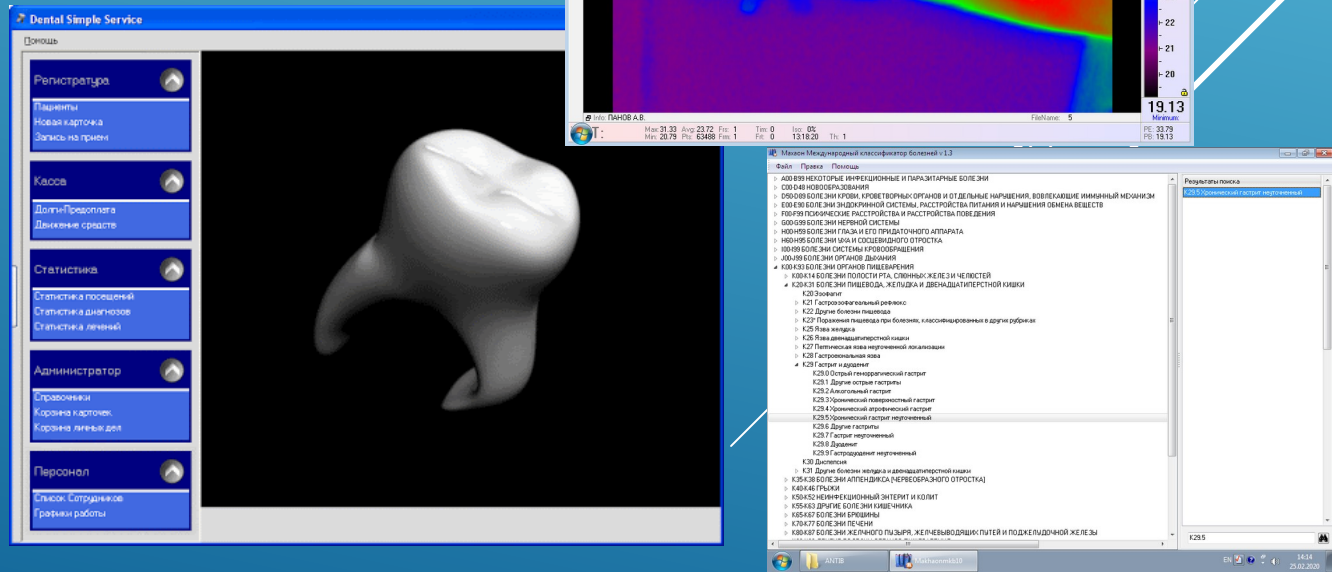 Dental Simple Service
Помощь
Регистратура
Пациенты
Новая карточка
Запись на прием
Касса
Долги-Предоплата
Движение средств
Статистика
Статистика посещений
Статистика диагнозов
Статистика лечений
Администратор
Справочники
Корзина карточек
Корзина личных дел
Персонал
Список Сотрудников
Графики работы
22
21
20
19.13
Minimum:
PE: 33.79
PB: 19.13
Info: ПАНОВ А.В.
FileName: 5
T:
Max: 31.33 Avg: 23.72 Frs: 1 Tim: 0 Iso: 0%
Min: 20.79 Pts: 63488 Frm: 1 Frt: 0 13:18:20 Th: 1
Махаон Международный классификатор болезней v 1.3
Файл Правка Помощь
A00-B99 НЕКОТОРЫЕ ИНФЕКЦИОННЫЕ И ПАРАЗИТАРНЫЕ БОЛЕЗНИ
C00-D48 НОВООБРАЗОВАНИЯ
D50-D89 БОЛЕЗНИ КРОВИ, КРОВЕТВОРНЫХ ОРГАНОВ И ОТДЕЛЬНЫЕ НАРУШЕНИЯ, ВОВЛЕКАЮЩИЕ ИММУННЫЙ МЕХАНИЗМ
E00-E90 БОЛЕЗНИ ЭНДОКРИННОЙ СИСТЕМЫ, РАССТРОЙСТВА ПИТАНИЯ И НАРУШЕНИЯ ОБМЕНА ВЕЩЕСТВ
F00-F99 ПСИХИЧЕСКИЕ РАССТРОЙСТВА И РАССТРОЙСТВА ПОВЕДЕНИЯ
G00-G99 БОЛЕЗНИ НЕРВНОЙ СИСТЕМЫ
H00-H59 БОЛЕЗНИ ГЛАЗА И ЕГО ПРИДАТОЧНОГО АППАРАТА
H60-H95 БОЛЕЗНИ УХА И СОСЦЕВИДНОГО ОТРОСТКА
I00-I99 БОЛЕЗНИ СИСТЕМЫ КРОВООБРАЩЕНИЯ
J00-J99 БОЛЕЗНИ ОРГАНОВ ДЫХАНИЯ
K00-K93 БОЛЕЗНИ ОРГАНОВ ПИЩЕВАРЕНИЯ
K00-K14 БОЛЕЗНИ ПОЛОСТИ РТА, СЛЮННЫХ ЖЕЛЕЗ И ЧЕЛЮСТЕЙ
K20-K31 БОЛЕЗНИ ПИЩЕВОДА, ЖЕЛУДКА И ДВЕНАДЦАТИПЕРСТНОЙ КИШКИ
K20 Эзофагит
K21 Гастроэзофагеальный рефлюкс
K22 Другие болезни пищевода
K23* Поражения пищевода при болезнях, классифицированных в других рубриках
K25 Язва желудка
K26 Язва двенадцатиперстной кишки
K27 Пептическая язва неуточненной локализации
K28 Гастроеюнальная язва
K29 Гастрит и дуоденит
K29.0 Острый геморрагический гастрит
K29.1 Другие острые гастриты
K29.2 Алкогольный гастрит
K29.3 Хронический поверхностный гастрит
K29.4 Хронический атрофический гастрит
K29.5 Хронический гастрит неуточненный
K29.6 Другие гастриты
K29.7 Гастрит неуточненный
K29.8 Дуоденит
K29.9 Гастродуоденит неуточненный
K30 Диспепсия
K31 Другие болезни желудка и двенадцатиперстной кишки
K35-K38 БОЛЕЗНИ АППЕНДИКСА [ЧЕРВЕОБРАЗНОГО ОТРОСТКА]
K40-K46 ГРЫЖИ
K50-K52 НЕИНФЕКЦИОННЫЙ ЭНТЕРИТ И КОЛИТ
K55-K63 ДРУГИЕ БОЛЕЗНИ КИШЕЧНИКА
K65-K67 БОЛЕЗНИ БРЮШИНЫ
K70-K77 БОЛЕЗНИ ПЕЧЕНИ
K80-K87 БОЛЕЗНИ ЖЕЛЧНОГО ПУЗЫРЯ, ЖЕЛЧЕВЫВОДЯЩИХ ПУТЕЙ И ПОДЖЕЛУДОЧНОЙ ЖЕЛЕЗЫ
Результаты поиска
K29.5 Хронический гастрит неуточненный
K29.5
ANTIB
Makhaonmkb10
EN
14:14
25.02.2020